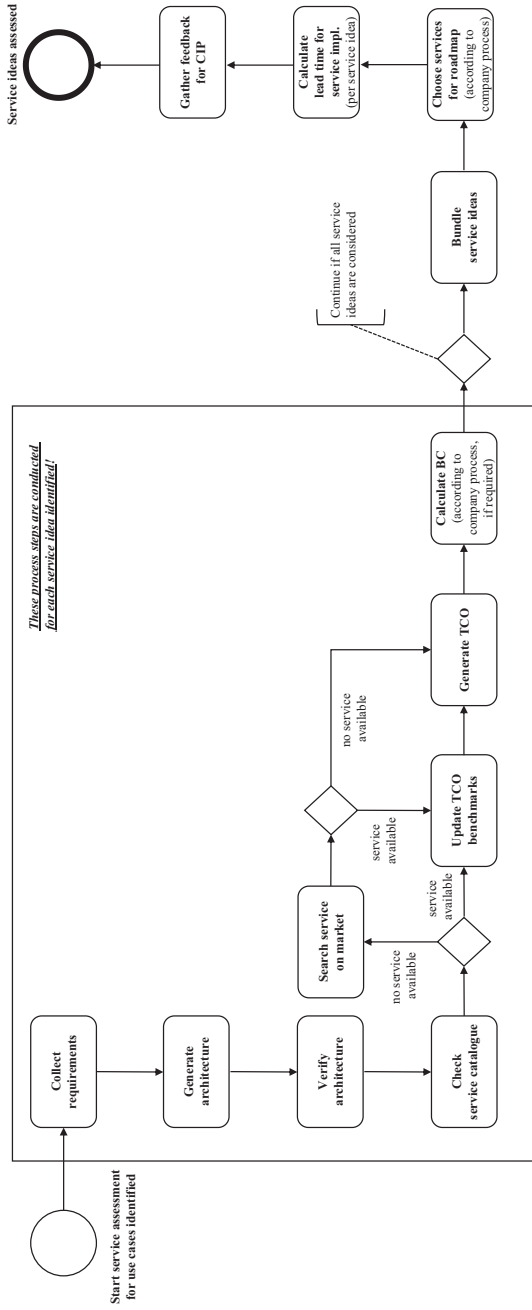 Start service assessment
for use cases identified
These process steps are conducted
for each service idea identified!
Collect
requirements
Generate
architecture
Verify
architecture
Check
service catalogue
no service
available
service
available
Search service
on market
service
available
no service
available
Update TCO
benchmarks
Generate TCO
Calculate BC
(according to
company process,
if required)
Continue if all service
ideas are considered
Bundle
service ideas
Choose services
for roadmap
(according to
company process)
Calculate
lead time for
service impl.
(per service idea)
Gather feedback
for CIP
Service ideas assessed